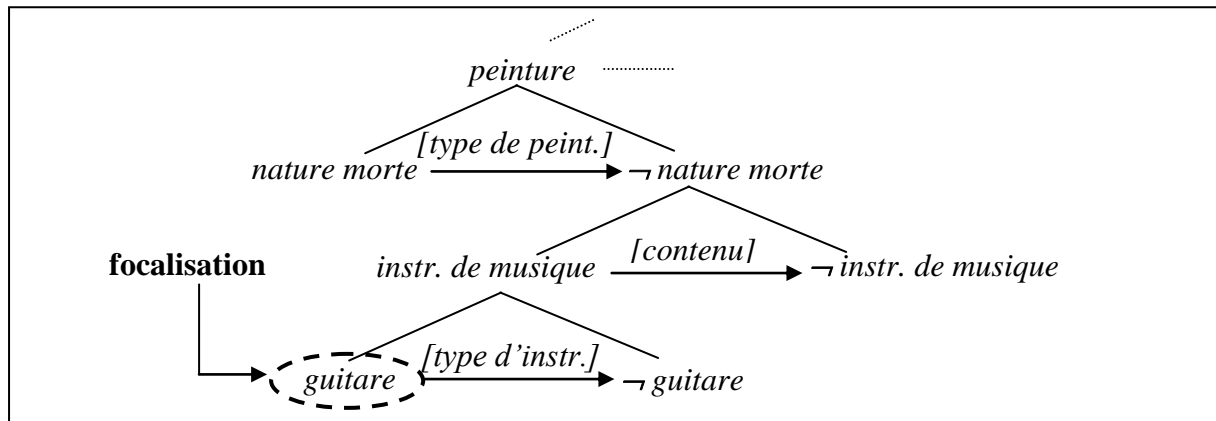 peinture
[type de peint.]
nature morte ¬ nature morte
focalisation instr. de musique [contenu] ¬ instr. de musique
guitare [type d’instr.] ¬ guitare